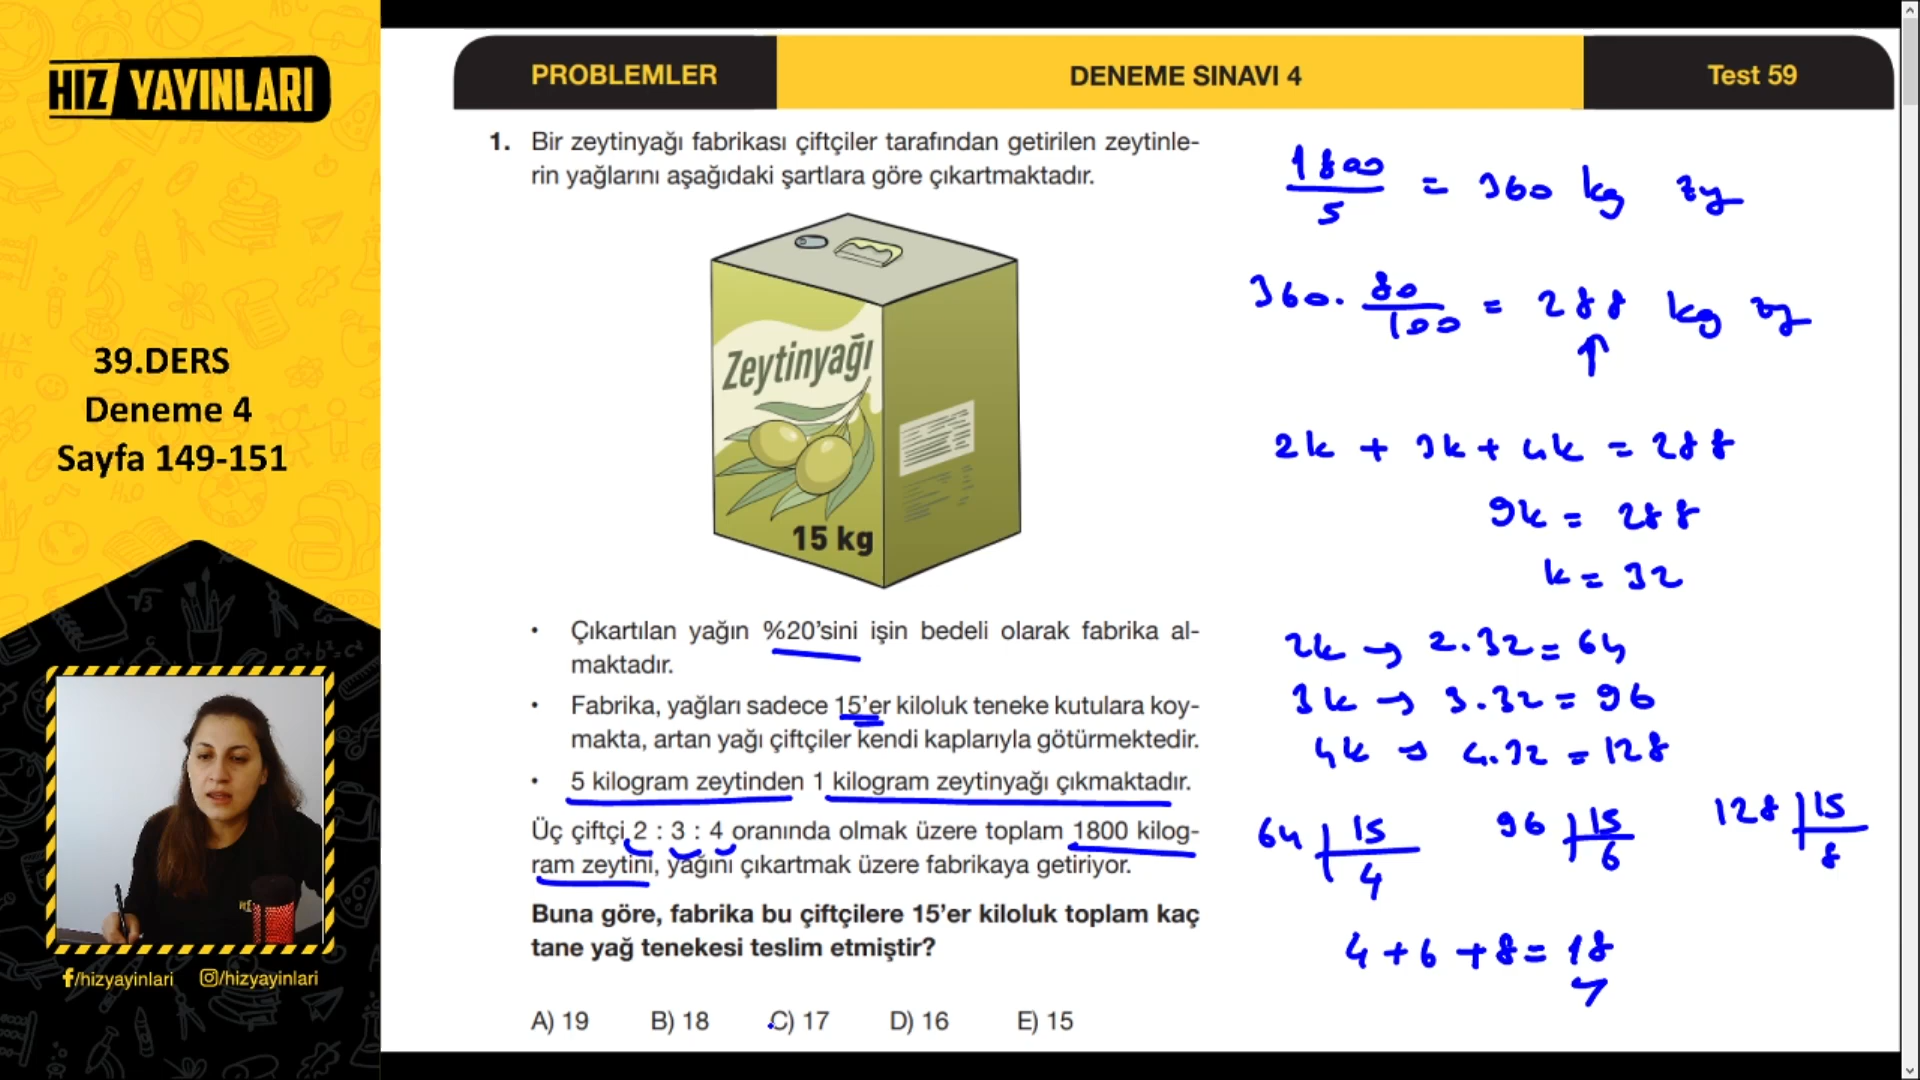 HIZ YAYINLARI
39.DERS
Deneme 4
Sayfa 149-151
/hizyayinlari /hizyayinlari
PROBLEMLER DENEME SINAVI 4 Test 59
1. Bir zeytinyağı fabrikası çiftçiler tarafından getirilen zeytinle-
rin yağlarını aşağıdaki şartlara göre çıkartmaktadır.
Zeytinyağı
15 kg
• Çıkartılan yağın %20’sini işin bedeli olarak fabrika al-
maktadır.
• Fabrika, yağları sadece 15’er kiloluk teneke kutulara koy-
makta, artan yağı çiftçiler kendi kaplarıyla götürmektedir.
• 5 kilogram zeytinden 1 kilogram zeytinyağı çıkmaktadır.
Üç çiftçi 2 : 3 : 4 oranında olmak üzere toplam 1800 kilog-
ram zeytini, yağını çıkartmak üzere fabrikaya getiriyor.
Buna göre, fabrika bu çiftçilere 15’er kiloluk toplam kaç
tane yağ tenekesi teslim etmiştir?
A) 19 B) 18 C) 17 D) 16 E) 15
1800/5 = 360 kg zy
360 . 80/100 = 288 kg zy
2k + 3k + 4k = 288
9k = 288
k = 32
2k → 2.32 = 64
3k → 3.32 = 96
4k → 4.32 = 128
64 | 15 96 | 15 128 | 15
4 6 8
4 + 6 + 8 = 18